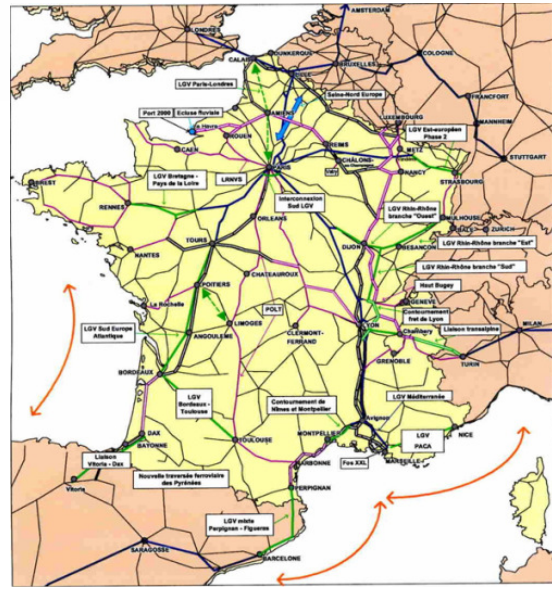 AMSTERDAM
LONDRES
DUNKERQUE
CALAIS
BRUXELLES
COLOGNE
LILLE
LGV Paris-Londres
Seine-Nord Europe
FRANCFORT
Port 2000
Ecluse fluviale
AMIENS
LUXEMBOURG
MANNHEIM
LGV Est-européen
Phase 2
le Havre
ROUEN
CAEN
REIMS
METZ
STUTTGART
PARIS
CHÂLONS
Vatry
NANCY
STRASBOURG
LGV Bretagne -
Pays de la Loire
LRNVS
BREST
RENNES
Interconnexion
Sud LGV
LGV Rhin-Rhône
branche "Ouest"
MULHOUSE
ORLEANS
ZURICH
TOURS
DIJON
BESANCON
LGV Rhin-Rhône branche "Est"
NANTES
LGV Rhin-Rhône
branche "Sud"
CHATEAUROUX
POITIERS
Haut Bugey
GENEVE
La Rochelle
POLT
Contournement
fret de Lyon
LGV Sud Europe
Atlantique
LIMOGES
LYON
Liaison transalpine
MILAN
ANGOULEME
CLERMONT-
FERRAND
Chambery
TURIN
GRENOBLE
BORDEAUX
LGV
Bordeaux -
Toulouse
Contournement de
Nîmes et Montpellier
LGV Méditerranée
Avignon
DAX
BAYONNE
TOULOUSE
MONTPELLIER
LGV
PACA
NICE
Liaison
Vitoria - Dax
Nouvelle traversée ferroviaire
des Pyrénées
NARBONNE
Fos XXL
MARSEILLE
Vitoria
PERPIGNAN
LGV mixte
Perpignan - Figueres
SARAGOSSE
BARCELONE